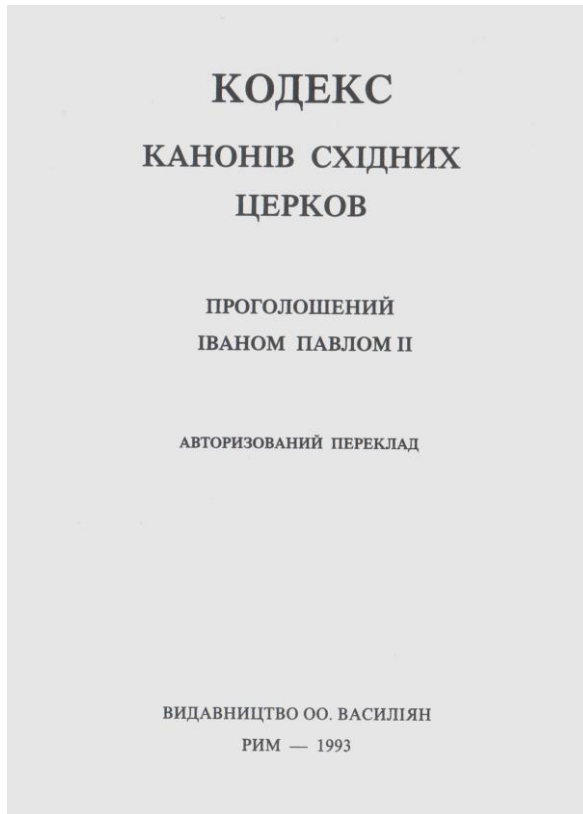 КОДЕКС
КАНОНІВ СХІДНИХ
ЦЕРКОВ
ПРОГОЛОШЕНИЙ
ІВАНОМ ПАВЛОМ II
АВТОРИЗОВАНИЙ ПЕРЕКЛАД
ВИДАВНИЦТВО ОО. ВАСИЛІЯН
РИМ — 1993